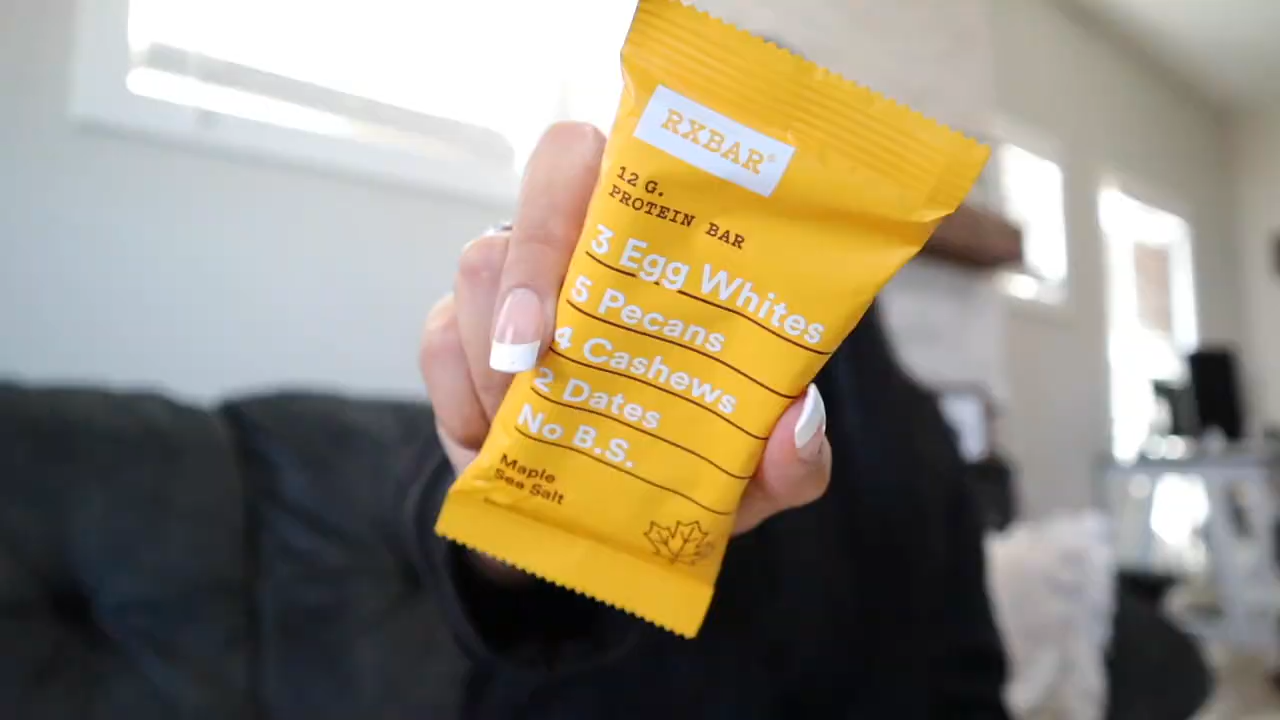 RXBAR®
12 G.
PROTEIN BAR
3 Egg Whites
5 Pecans
4 Cashews
2 Dates
No B.S.
Maple
Sea Salt